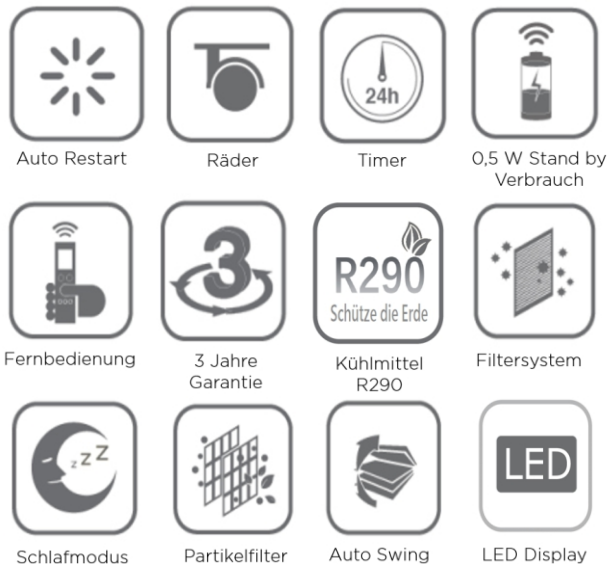 24h
Auto Restart
Räder
Timer
0,5 W Stand by
Verbrauch
3
R290
Schütze die Erde
Fernbedienung
3 Jahre
Garantie
Kühlmittel
R290
Filtersystem
z z Z
LED
Schlafmodus
Partikelfilter
Auto Swing
LED Display